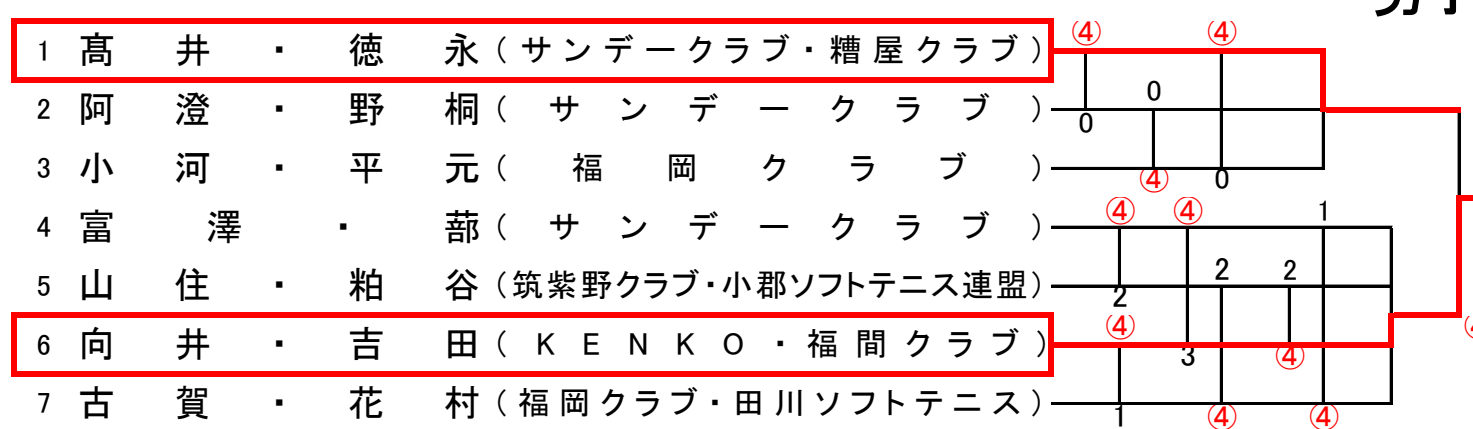 1 髙井・徳永(サンデークラブ・糟屋クラブ) ④ ④
2 阿澄・野桐(サンデークラブ) 0 0
3 小河・平元(福岡クラブ) ④ 0
4 富澤・蔀(サンデークラブ) ④ ④ 1
5 山住・粕谷(筑紫野クラブ・小郡ソフトテニス連盟) 2 2 2
6 向井・吉田(KENKO・福間クラブ) ④ 3 ④
7 古賀・花村(福岡クラブ・田川ソフトテニス) 1 ④ ④